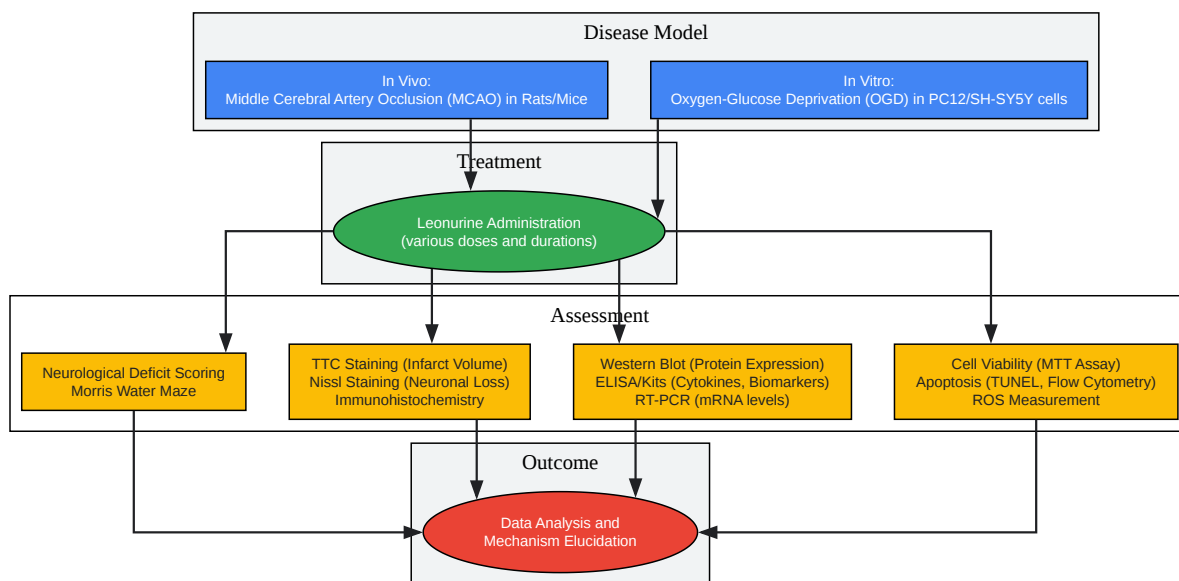 Disease Model
In Vivo:
Middle Cerebral Artery Occlusion (MCAO) in Rats/Mice
In Vitro:
Oxygen-Glucose Deprivation (OGD) in PC12/SH-SY5Y cells
Treatment
Leonurine Administration
(various doses and durations)
Assessment
Neurological Deficit Scoring
Morris Water Maze
TTC Staining (Infarct Volume)
Nissl Staining (Neuronal Loss)
Immunohistochemistry
Western Blot (Protein Expression)
ELISA/Kits (Cytokines, Biomarkers)
RT-PCR (mRNA levels)
Cell Viability (MTT Assay)
Apoptosis (TUNEL, Flow Cytometry)
ROS Measurement
Outcome
Data Analysis and
Mechanism Elucidation